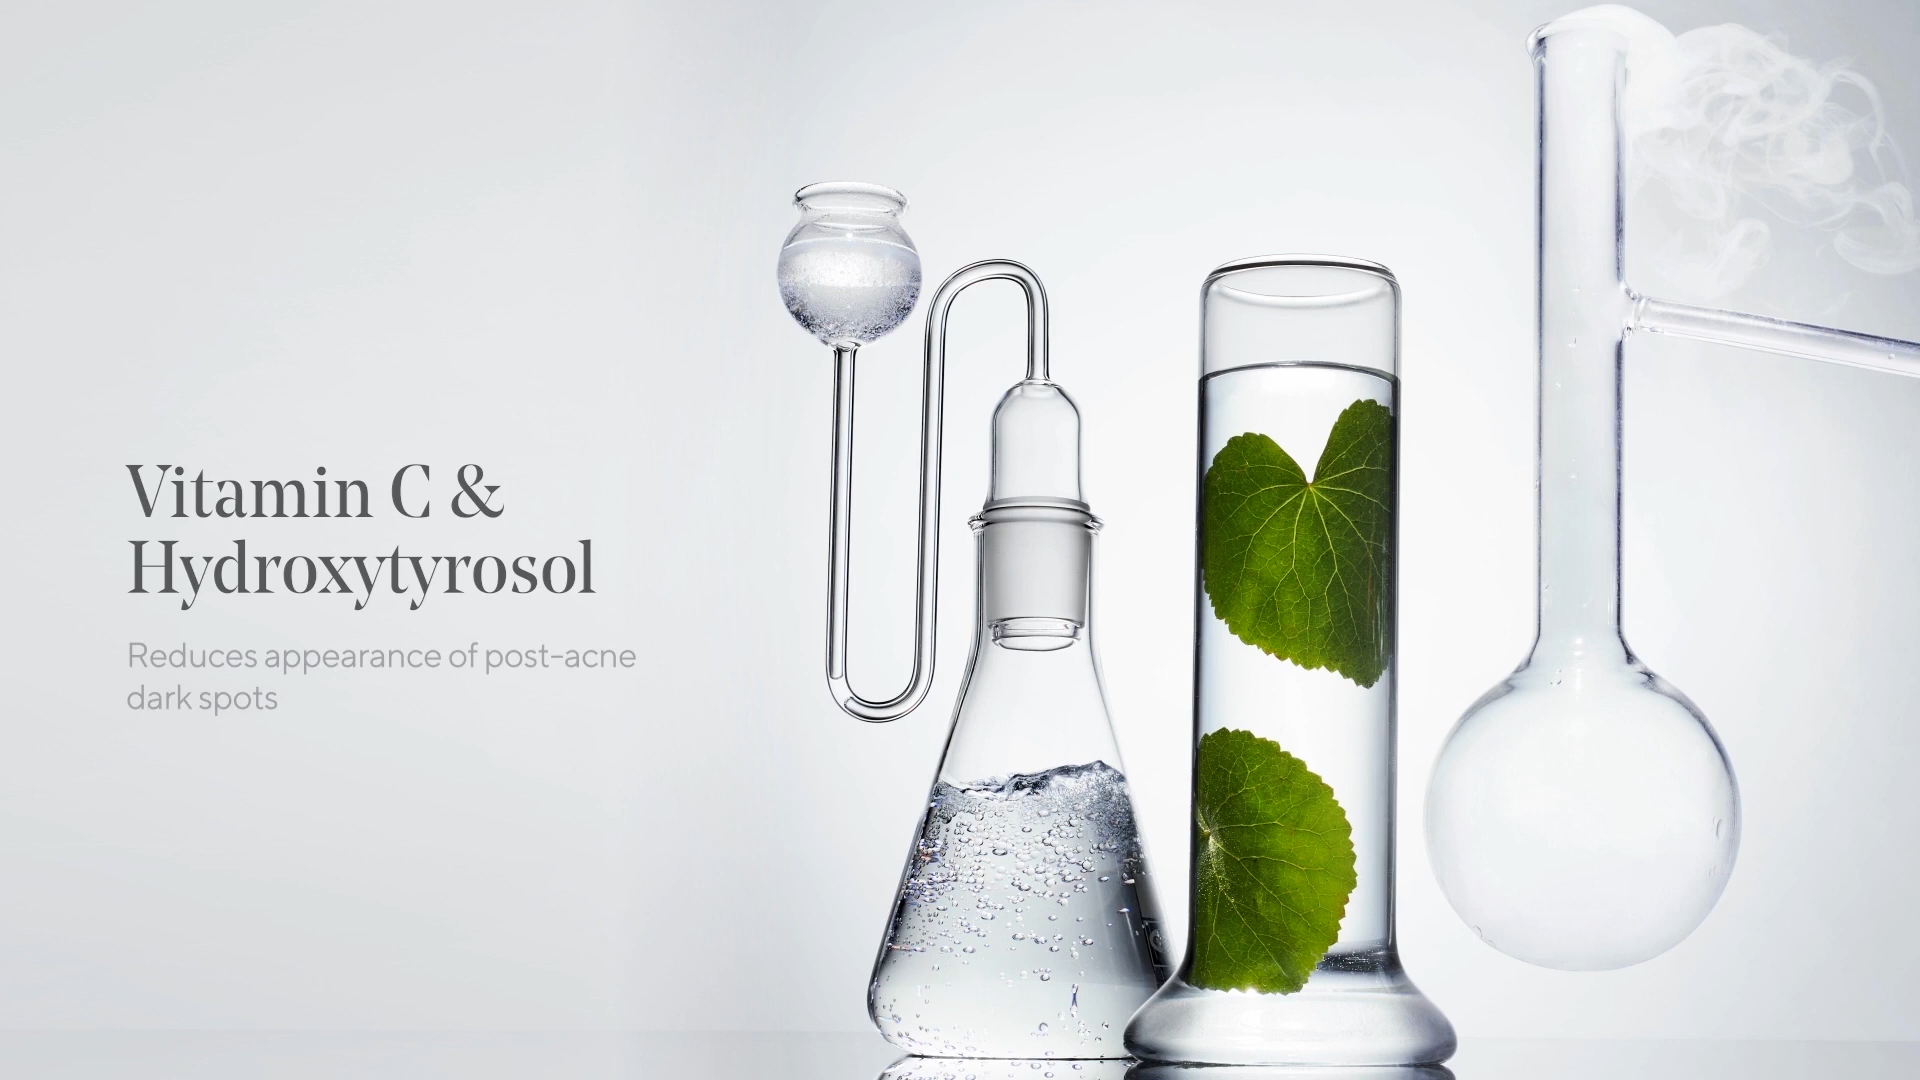 Vitamin C &
Hydroxytyrosol
Reduces appearance of post-acne
dark spots